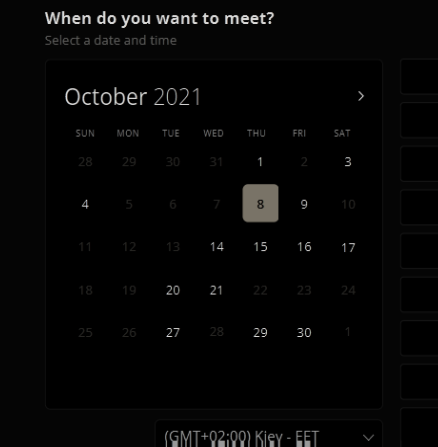 When do you want to meet?
Select a date and time
October 2021
SUN MON TUE WED THU FRI SAT
28 29 30 31 1 2 3
4 5 6 7 8 9 10
11 12 13 14 15 16 17
18 19 20 21 22 23 24
25 26 27 28 29 30 1
(GMT+02:00) Kiev - EET